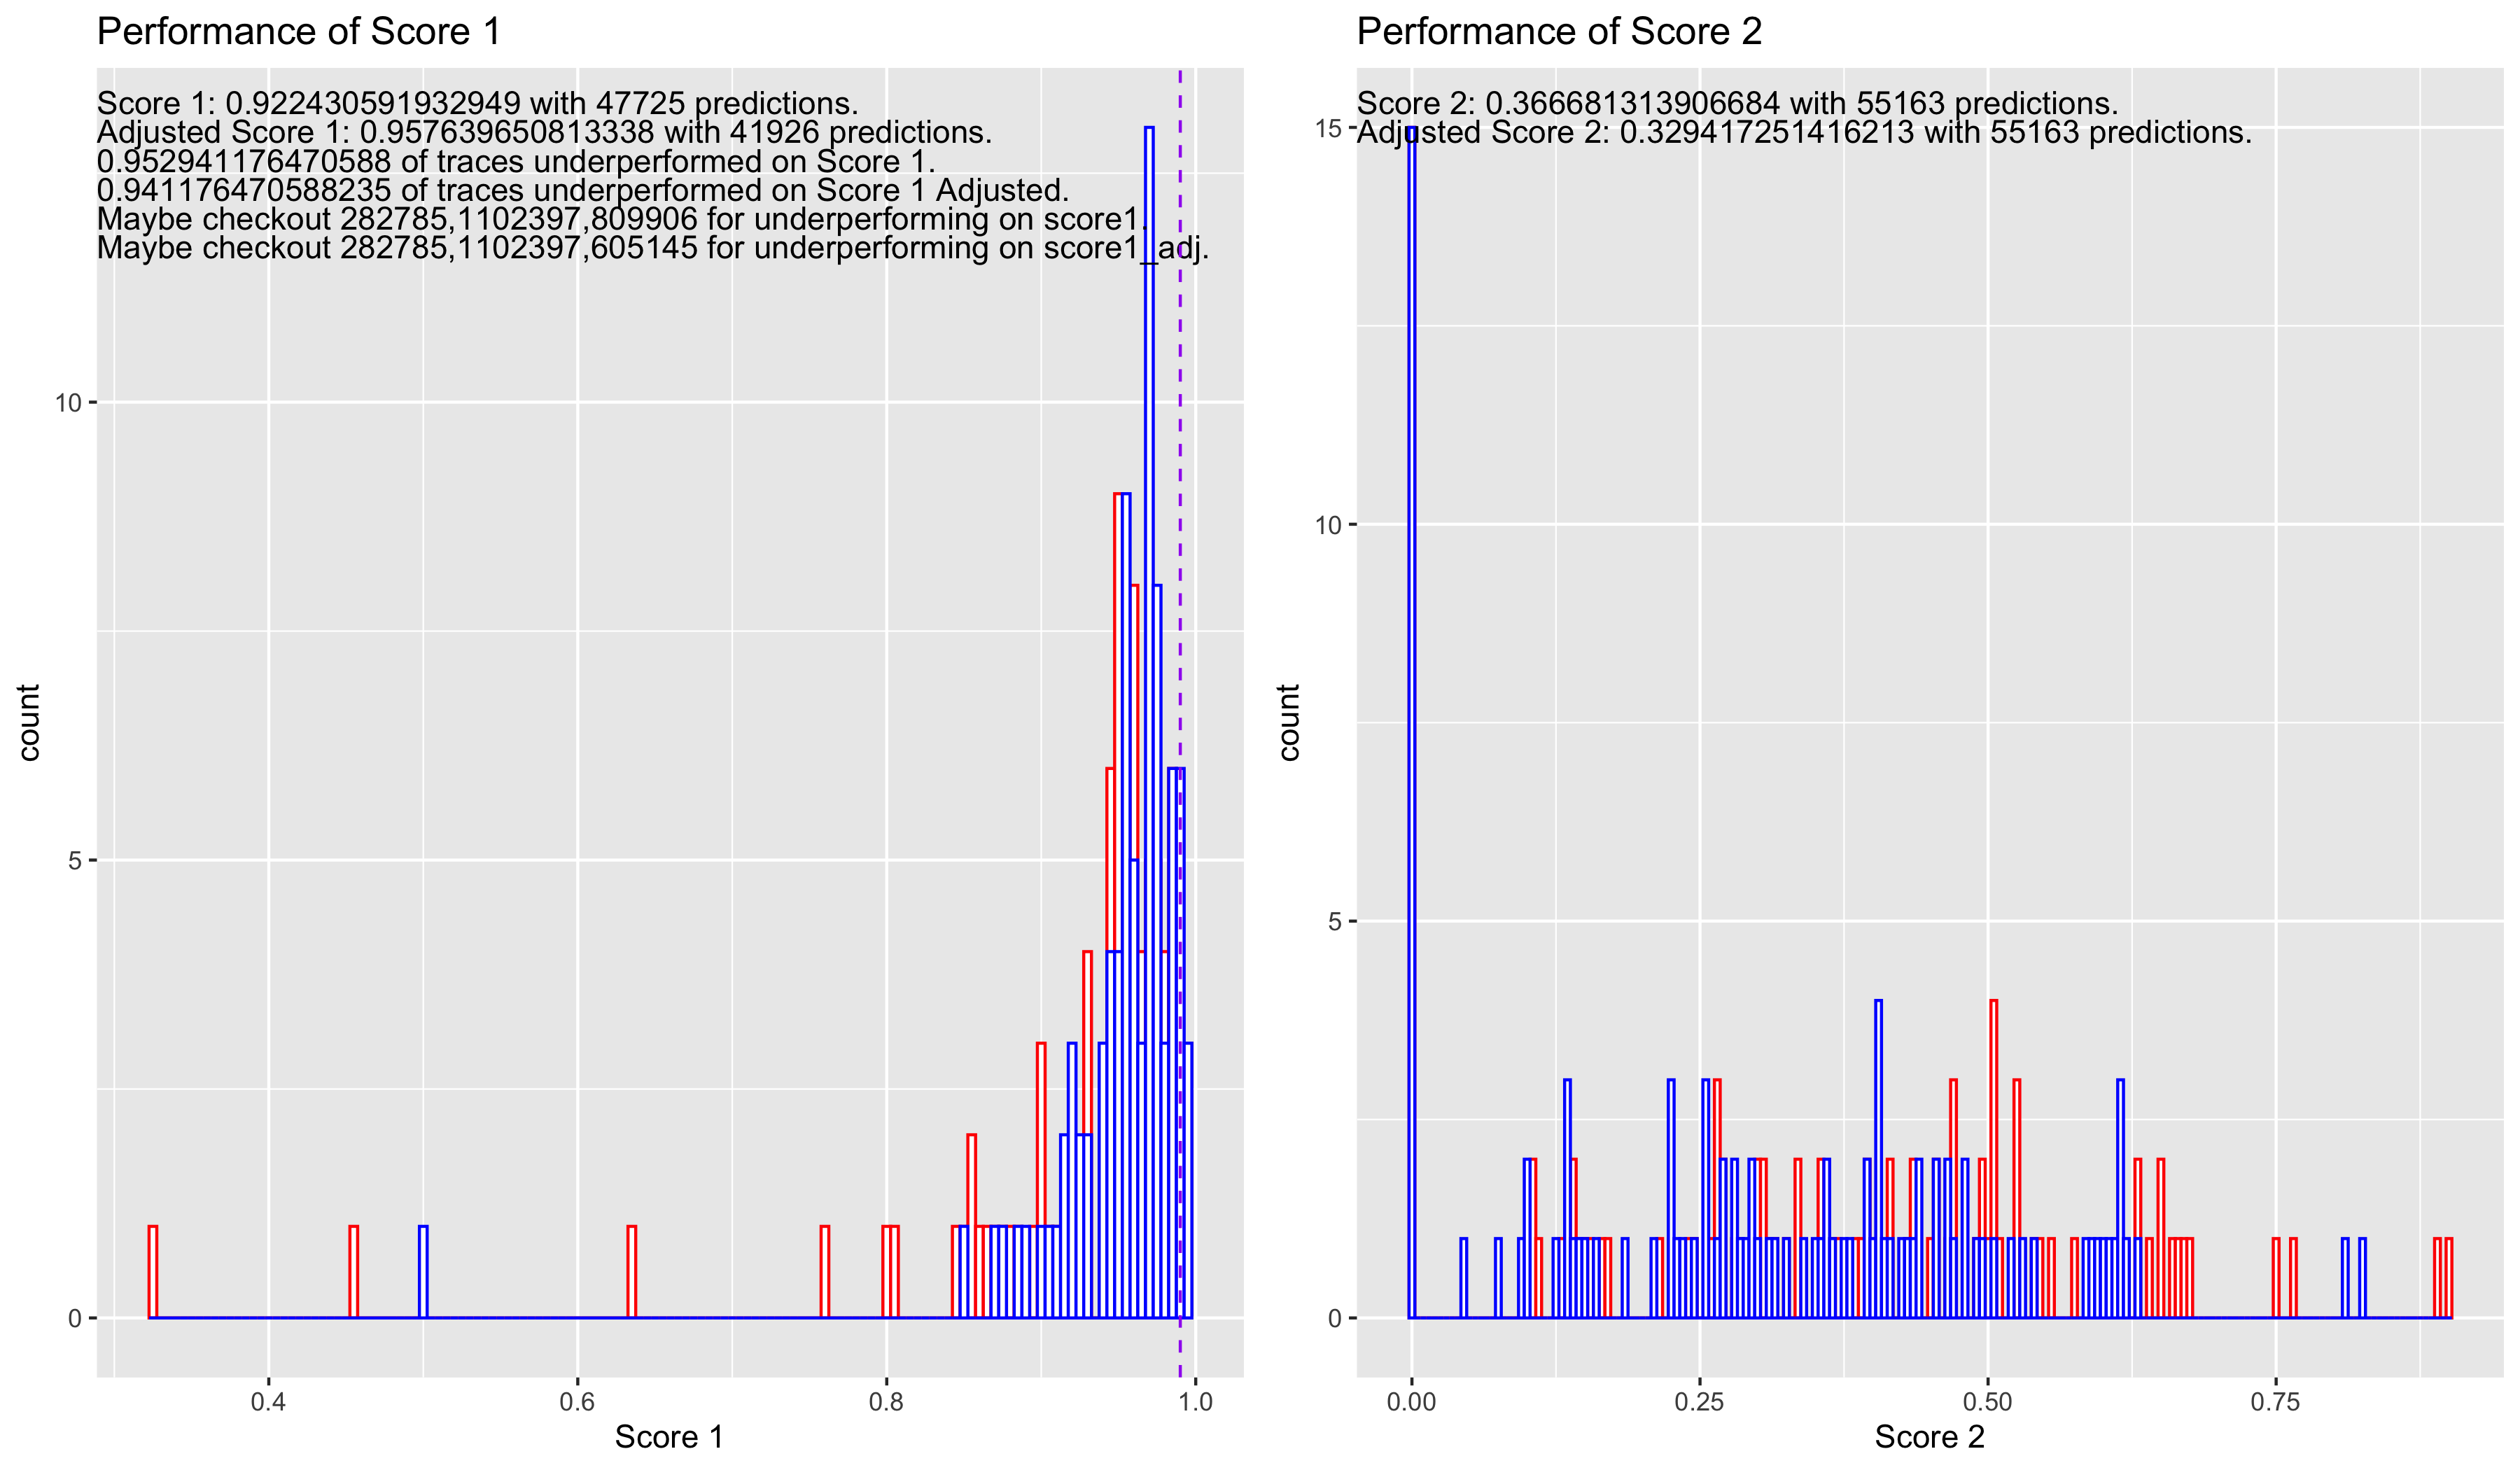 Performance of Score 1
Score 1: 0.922430591932949 with 47725 predictions.
Adjusted Score 1: 0.957639650813338 with 41926 predictions.
0.952941176470588 of traces underperformed on Score 1.
0.941176470588235 of traces underperformed on Score 1 Adjusted.
Maybe checkout 282785,1102397,809906 for underperforming on score1.
Maybe checkout 282785,1102397,605145 for underperforming on score1_adj.
10
5
0
count
0.4 0.6 0.8 1.0
Score 1
Performance of Score 2
Score 2: 0.366681313906684 with 55163 predictions.
Adjusted Score 2: 0.329417251416213 with 55163 predictions.
15
10
5
0
count
0.00 0.25 0.50 0.75
Score 2